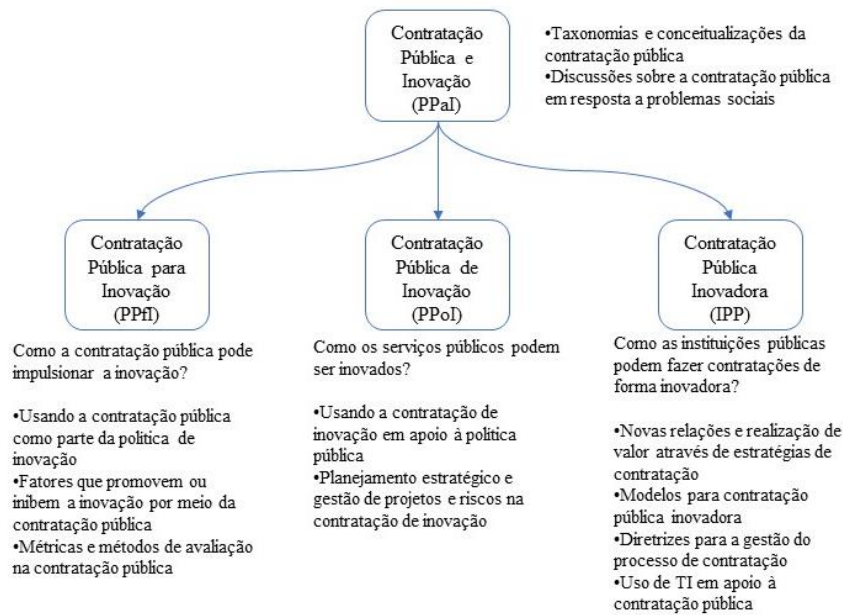 Contratação
Pública e
Inovação
(PPaI)
•Taxonomias e conceitualizações da
contratação pública
•Discussões sobre a contratação pública
em resposta a problemas sociais
Contratação
Pública para
Inovação
(PPfI)
Como a contratação pública pode
impulsionar a inovação?
•Usando a contratação pública
como parte da política de
inovação
•Fatores que promovem ou
inibem a inovação por meio da
contratação pública
•Métricas e métodos de avaliação
na contratação pública
Contratação
Pública de
Inovação
(PPoI)
Como os serviços públicos podem
ser inovados?
•Usando a contratação de
inovação em apoio à política
pública
•Planejamento estratégico e
gestão de projetos e riscos na
contratação de inovação
Contratação
Pública
Inovadora
(IPP)
Como as instituições públicas
podem fazer contratações de
forma inovadora?
•Novas relações e realização de
valor através de estratégias de
contratação
•Modelos para contratação
pública inovadora
•Diretrizes para a gestão do
processo de contratação
•Uso de TI em apoio à
contratação pública